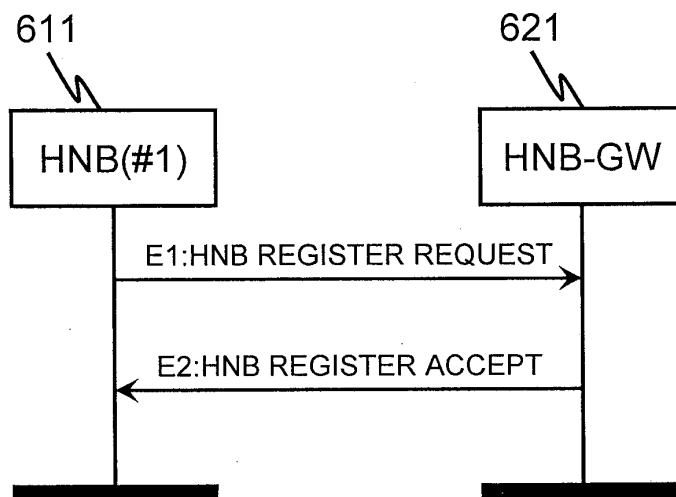 611
621
HNB(#1)
HNB-GW
E1:HNB REGISTER REQUEST
E2:HNB REGISTER ACCEPT